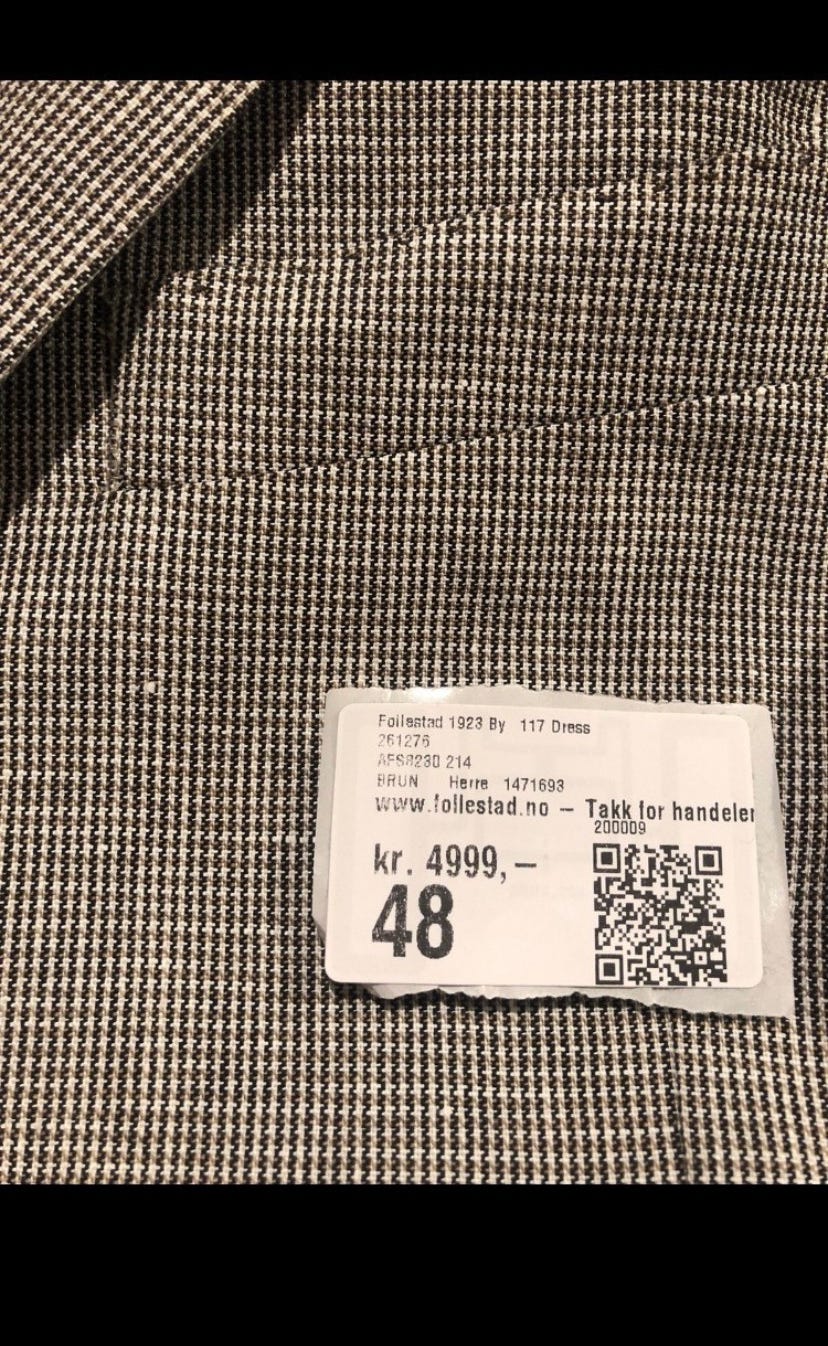 Follestad 1923 By 117 Dress
261276
AFS8230 214
BRUN Herre 1471693
www.follestad.no – Takk for handelen
200009
kr. 4999,–
48